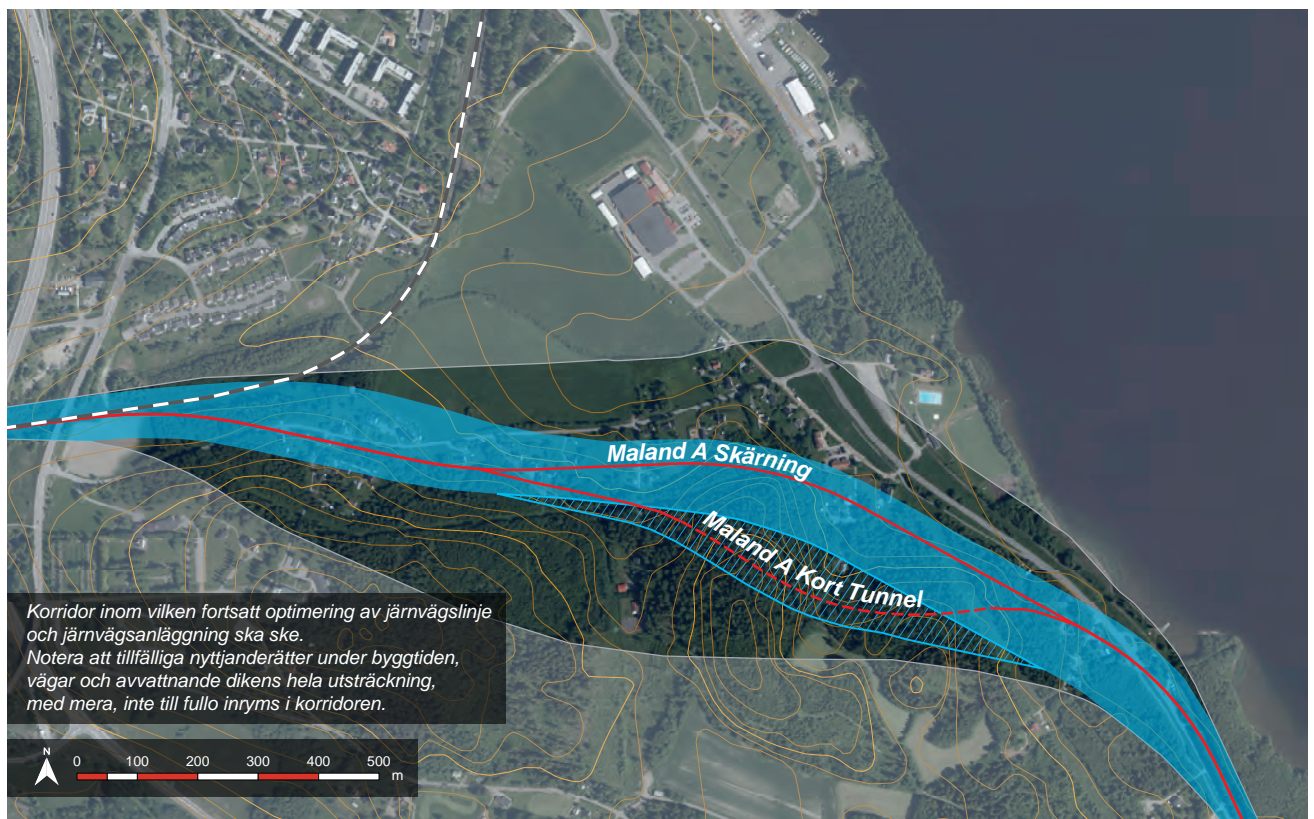 Maland A Skärning
Maland A Kort Tunnel
Korridor inom vilken fortsatt optimering av järnvägslinje
och järnvägsanläggning ska ske.
Notera att tillfälliga nyttjanderätter under byggtiden,
vägar och avvattnande dikens hela utsträckning,
med mera, inte till fullo inryms i korridoren.
N
0 100 200 300 400 500
m